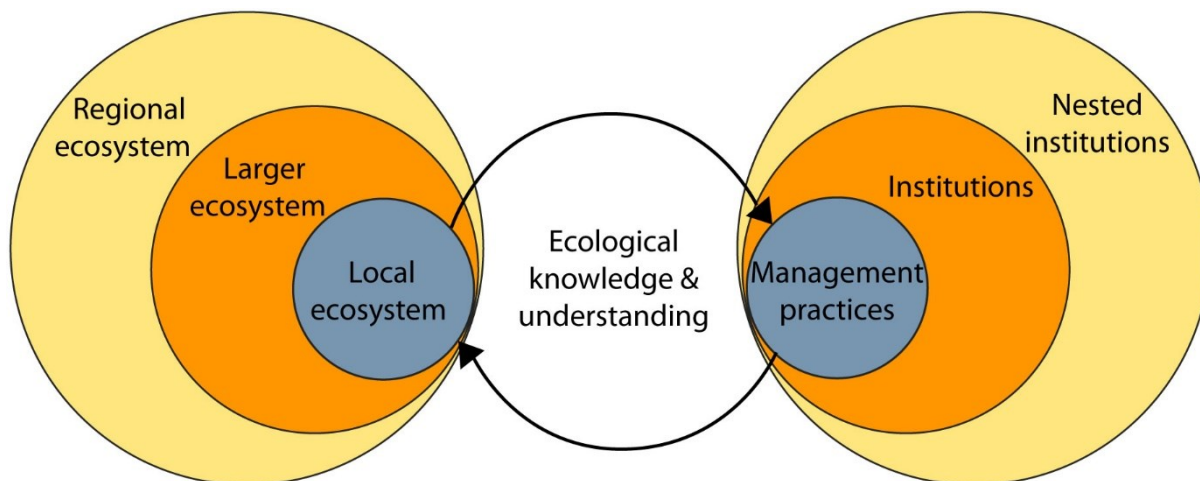 Regional
ecosystem
Larger
ecosystem
Local
ecosystem
Ecological
knowledge &
understanding
Nested
institutions
Institutions
Management
practices